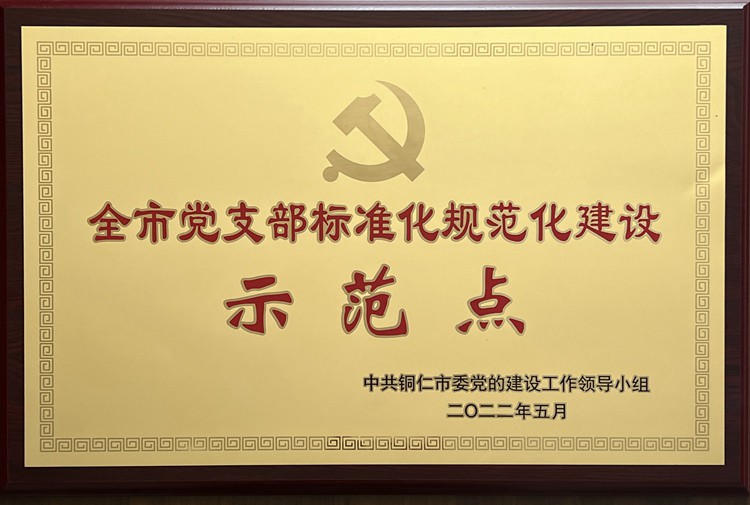 全市党支部标准化规范化建设
示范点
中共铜仁市委党的建设工作领导小组
二〇二二年五月